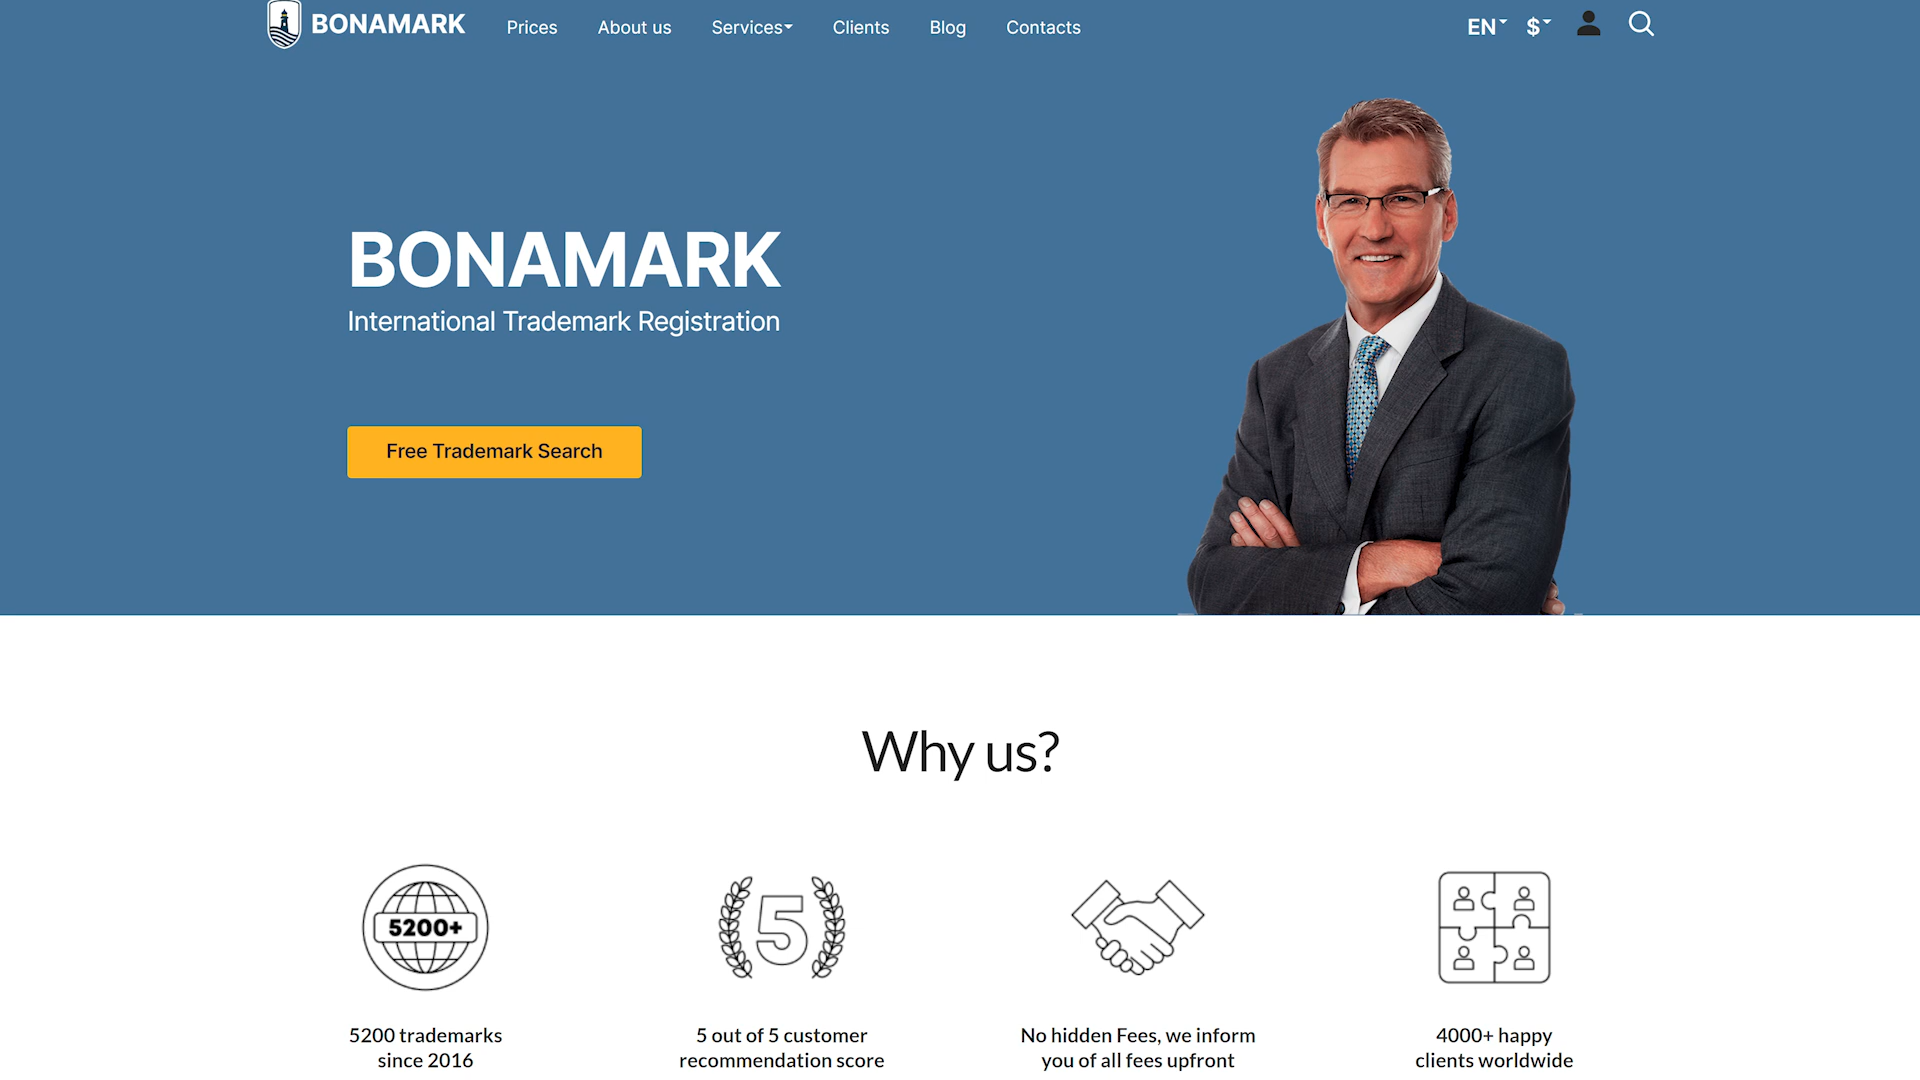 BONAMARK
Prices
About us
Services
Clients
Blog
Contacts
EN
$
BONAMARK
International Trademark Registration
Free Trademark Search
Why us?
5200+
5
5200 trademarks
since 2016
5 out of 5 customer
recommendation score
No hidden Fees, we inform
you of all fees upfront
4000+ happy
clients worldwide